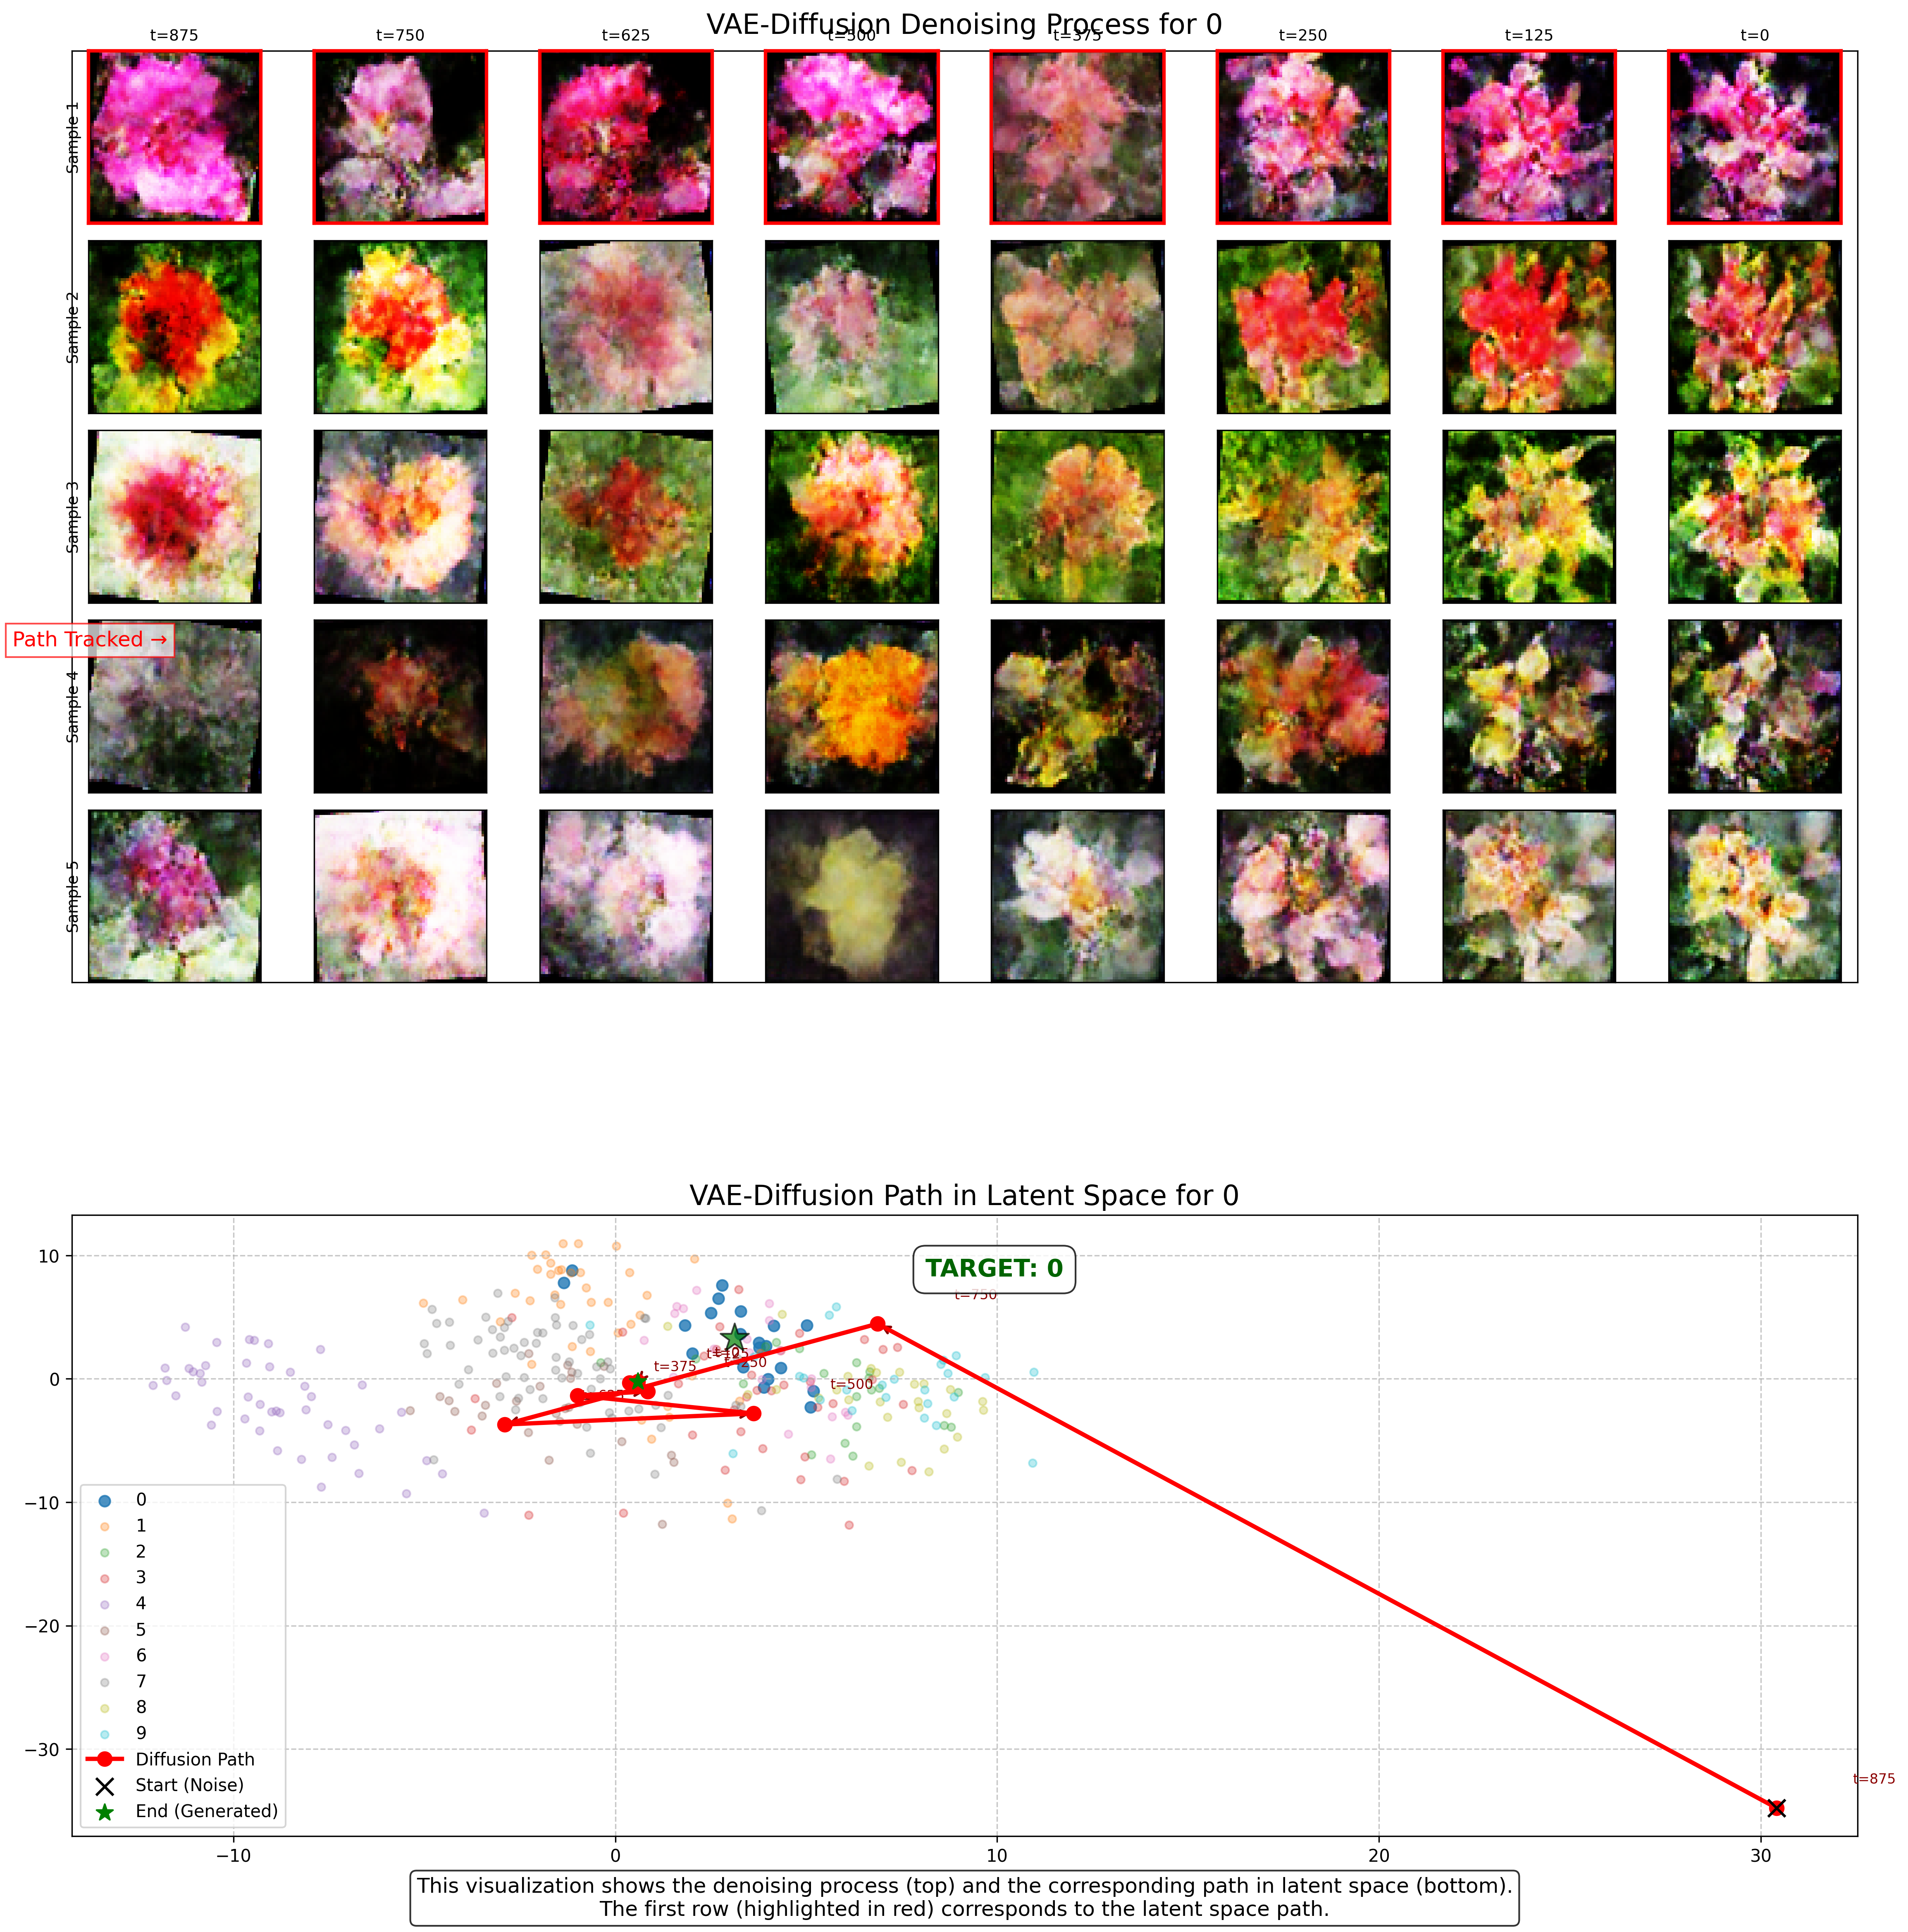 VAE-Diffusion Denoising Process for 0
t=875
t=750
t=625
t=500
t=375
t=250
t=125
t=0
Sample 1
Sample 2
Sample 3
Path Tracked →
Sample 4
Sample 5
VAE-Diffusion Path in Latent Space for 0
TARGET: 0
t=750
t=0
t=125
t=250
t=375
t=500
t=625
t=875
10
0
−10
−20
−30
0
1
2
3
4
5
6
7
8
9
Diffusion Path
Start (Noise)
End (Generated)
−10
0
10
20
30
This visualization shows the denoising process (top) and the corresponding path in latent space (bottom).
The first row (highlighted in red) corresponds to the latent space path.